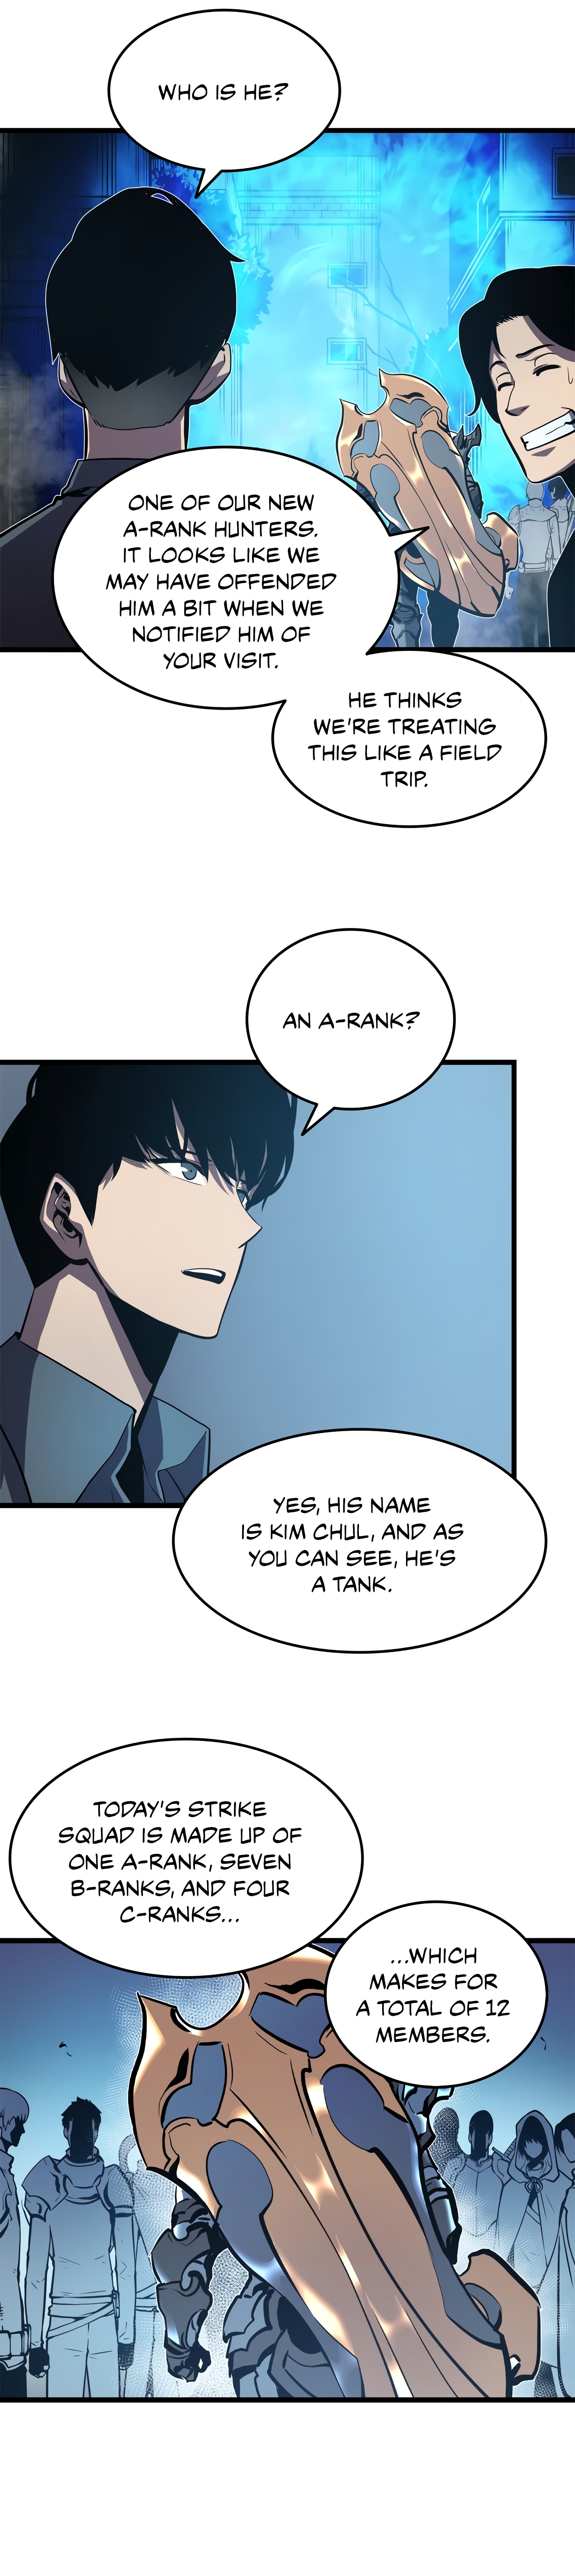 WHO IS HE?
ONE OF OUR NEW
A-RANK HUNTERS.
IT LOOKS LIKE WE
MAY HAVE OFFENDED
HIM A BIT WHEN WE
NOTIFIED HIM OF
YOUR VISIT.
HE THINKS
WE'RE TREATING
THIS LIKE A FIELD
TRIP.
AN A-RANK?
YES, HIS NAME
IS KIM CHUL, AND AS
YOU CAN SEE, HE'S
A TANK.
TODAY'S STRIKE
SQUAD IS MADE UP OF
ONE A-RANK, SEVEN
B-RANKS, AND FOUR
C-RANKS...
...WHICH
MAKES FOR
A TOTAL OF 12
MEMBERS.